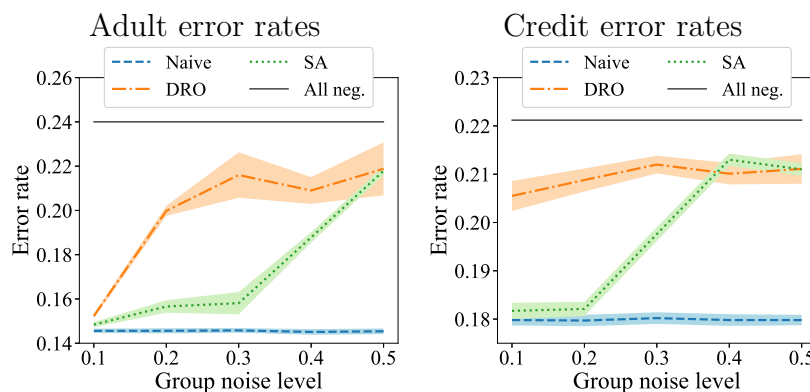 Adult error rates
Naive
SA
DRO
All neg.
0.26
0.24
0.22
0.20
0.18
0.16
0.14
Error rate
0.1 0.2 0.3 0.4 0.5
Group noise level
Credit error rates
Naive
SA
DRO
All neg.
0.23
0.22
0.21
0.20
0.19
0.18
Error rate
0.1 0.2 0.3 0.4 0.5
Group noise level